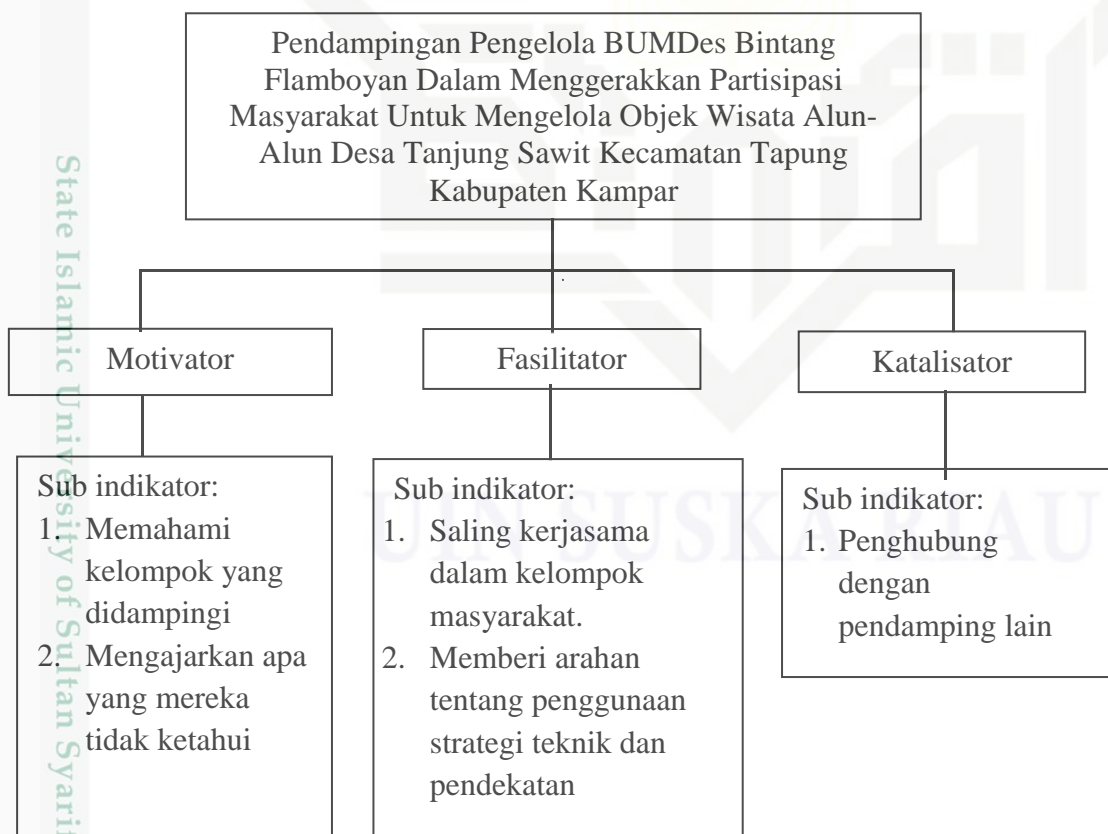 Pendampingan Pengelola BUMDes Bintang
Flamboyan Dalam Menggerakkan Partisipasi
Masyarakat Untuk Mengelola Objek Wisata Alun-
Alun Desa Tanjung Sawit Kecamatan Tapung
Kabupaten Kampar
Motivator
Fasilitator
Katalisator
Sub indikator:
1. Memahami
kelompok yang
didampingi
2. Mengajarkan apa
yang mereka
tidak ketahui
Sub indikator:
1. Saling kerjasama
dalam kelompok
masyarakat.
2. Memberi arahan
tentang penggunaan
strategi teknik dan
pendekatan
Sub indikator:
1. Penghubung
dengan
pendamping lain
UIN SUSKA RIAU
State Islamic University of Sultan Syarif